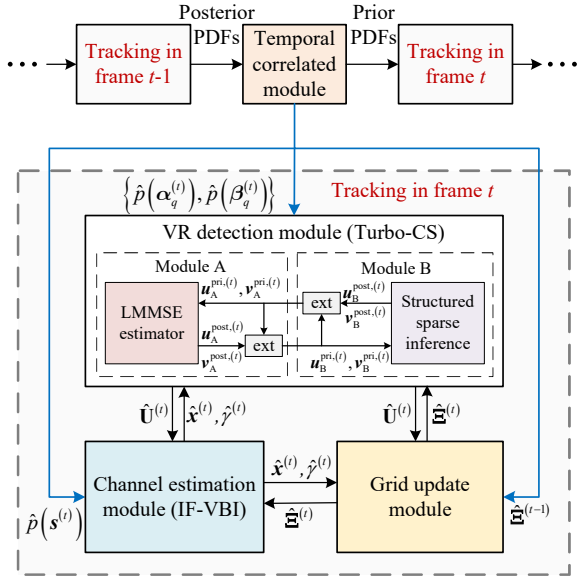 Posterior PDFs
Prior PDFs
Tracking in frame t-1
Temporal correlated module
Tracking in frame t
{p̂(α_q^(t)), p̂(β_q^(t))}
Tracking in frame t
VR detection module (Turbo-CS)
Module A
Module B
LMMSE estimator
u_A^pri,(t), v_A^pri,(t)
u_A^post,(t)
v_A^post,(t)
ext
ext
u_B^post,(t)
v_B^post,(t)
u_B^pri,(t), v_B^pri,(t)
Structured sparse inference
Û^(t)
x̂^(t), γ̂^(t)
Û^(t)
Ξ̂^(t)
Channel estimation module (IF-VBI)
x̂^(t), γ̂^(t)
Ξ̂^(t)
Grid update module
p̂(s^(t))
Ξ̂^(t-1)